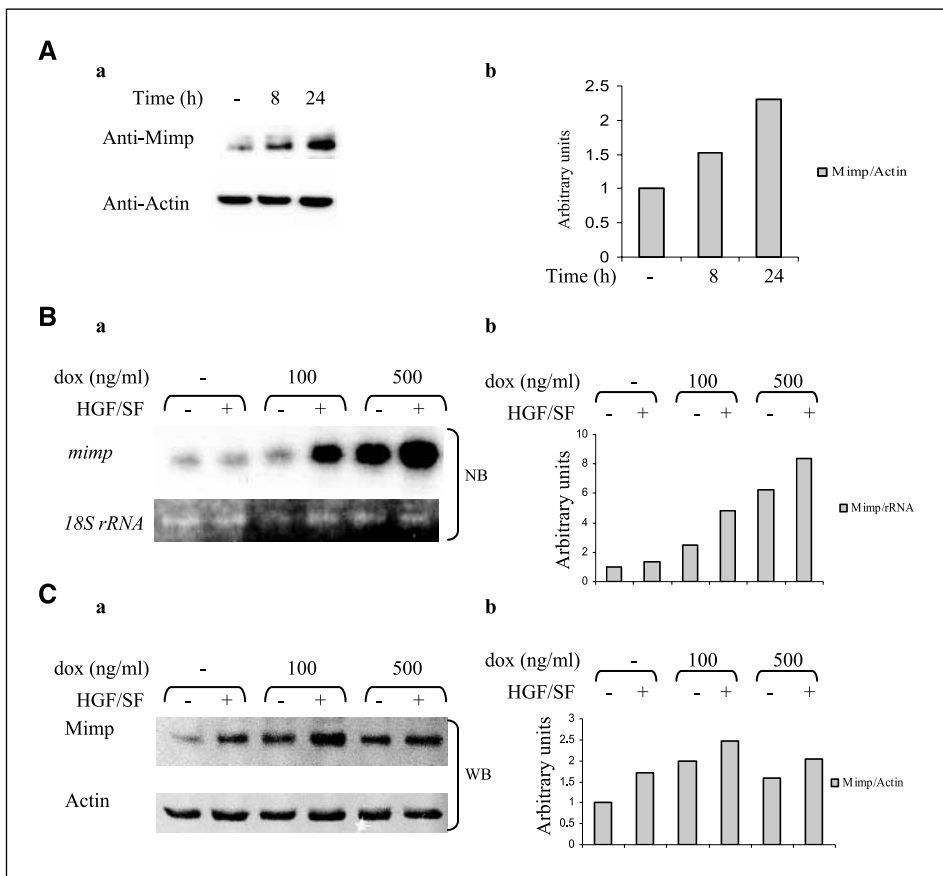 A
a
Time (h) - 8 24
Anti-Mimp
Anti-Actin
b
Arbitrary units
2.5
2
1.5
1
0.5
0
Time (h) - 8 24
Mimp/Actin
B
a
dox (ng/ml) - 100 500
HGF/SF - + - + - +
mimp
18S rRNA
NB
b
dox (ng/ml) - 100 500
HGF/SF - + - + - +
Arbitrary units
10
8
6
4
2
0
Mimp/rRNA
C
a
dox (ng/ml) - 100 500
HGF/SF - + - + - +
Mimp
Actin
WB
b
dox (ng/ml) - 100 500
HGF/SF - + - + - +
Arbitrary units
3
2.5
2
1.5
1
0.5
0
Mimp/Actin